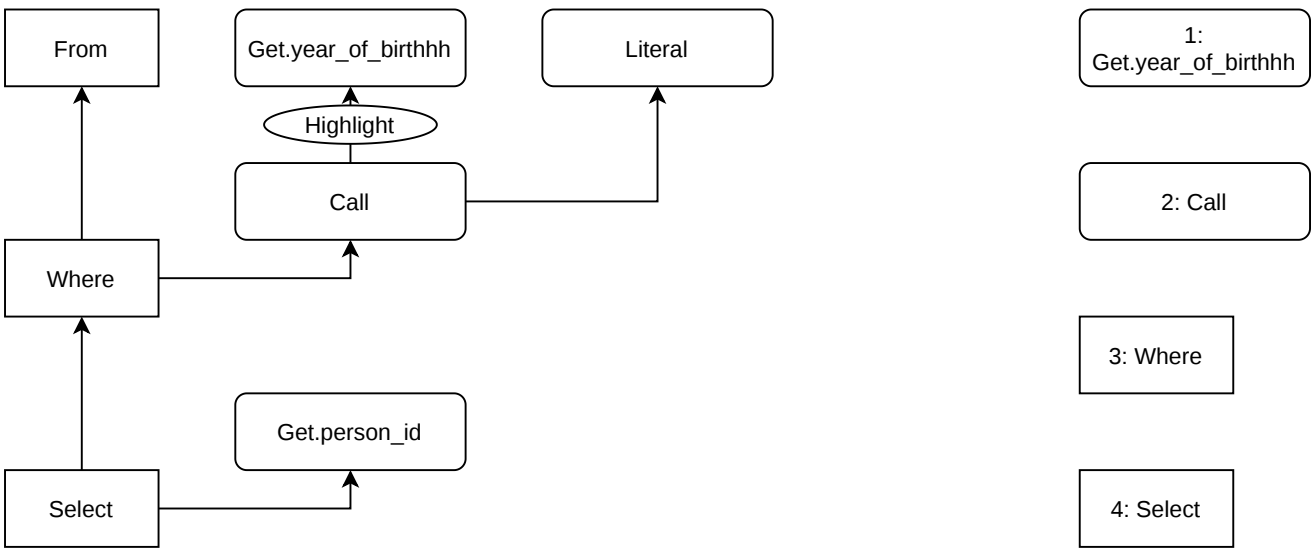 From
Get.year_of_birthhh
Literal
1:
Get.year_of_birthhh
Highlight
Call
2: Call
Where
3: Where
Get.person_id
Select
4: Select